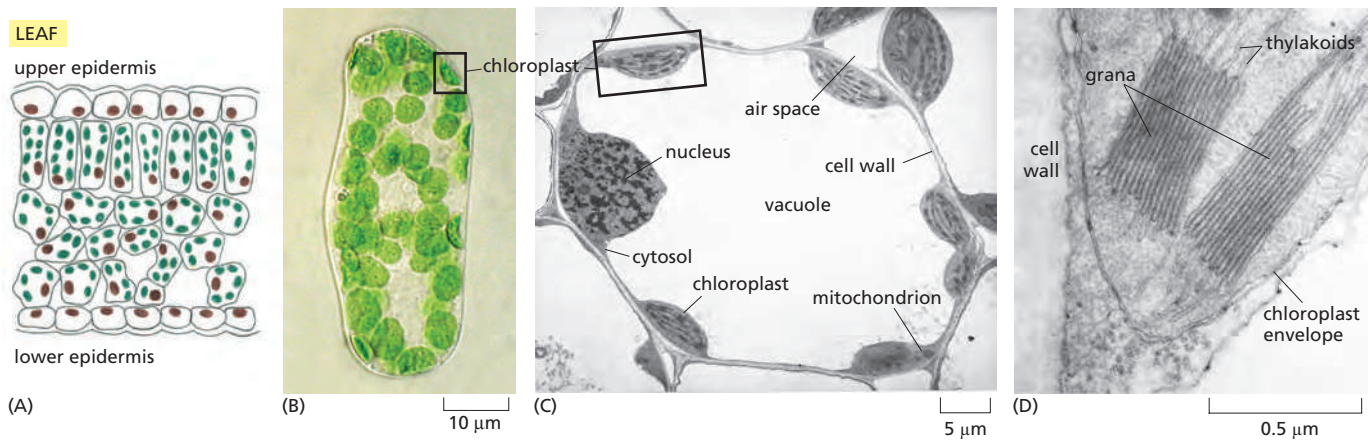 LEAF
upper epidermis
lower epidermis
(A)
chloroplast
(B)
10 μm
air space
nucleus
cell wall
vacuole
cytosol
chloroplast
mitochondrion
(C)
5 μm
thylakoids
grana
cell
wall
chloroplast
envelope
(D)
0.5 μm